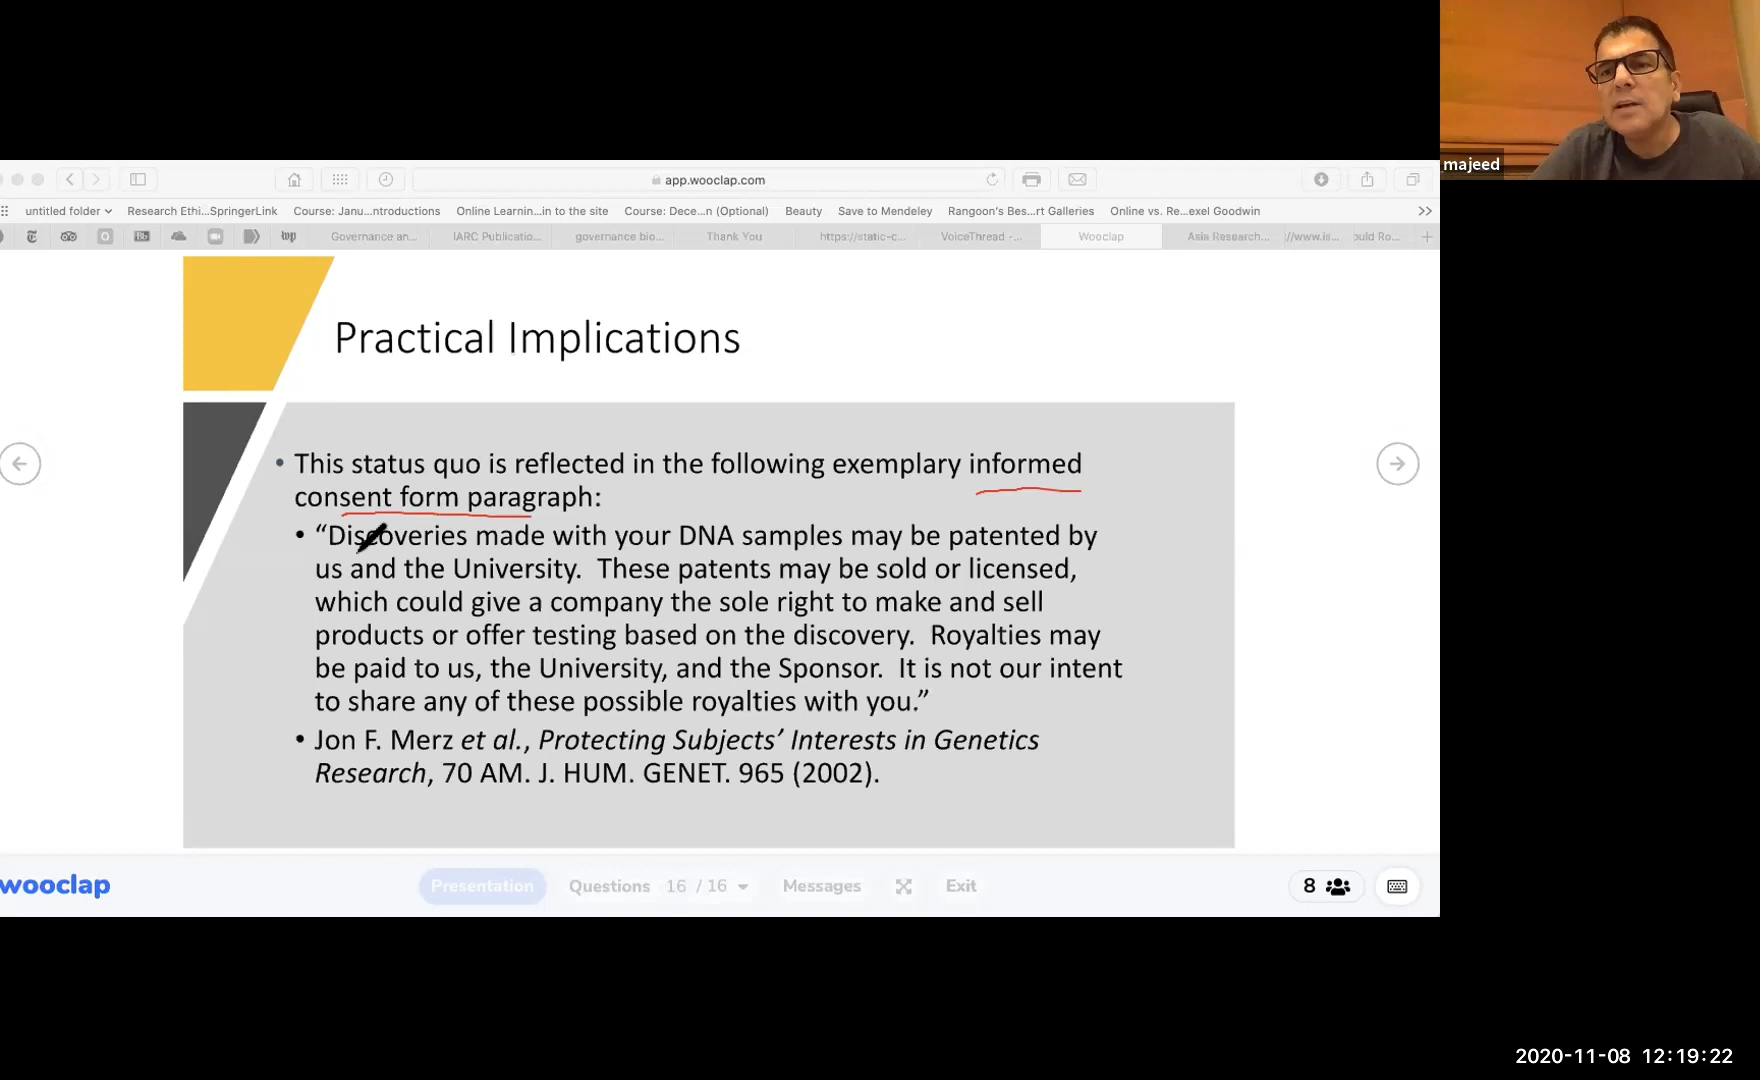 majeed
app.wooclap.com
untitled folder Research Ethi...SpringerLink Course: Janu...ntroductions Online Learnin...in to the site Course: Dece...n (Optional) Beauty Save to Mendeley Rangoon's Bes...rt Galleries Online vs. Re...exel Goodwin
Governance an... IARC Publicatio... governance bio... Thank You https://static-c... VoiceThread -... Wooclap Asia Research... ://www.is... ould Ro...
Practical Implications
• This status quo is reflected in the following exemplary informed
consent form paragraph:
• “Discoveries made with your DNA samples may be patented by
us and the University. These patents may be sold or licensed,
which could give a company the sole right to make and sell
products or offer testing based on the discovery. Royalties may
be paid to us, the University, and the Sponsor. It is not our intent
to share any of these possible royalties with you.”
• Jon F. Merz et al., Protecting Subjects’ Interests in Genetics
Research, 70 AM. J. HUM. GENET. 965 (2002).
wooclap Presentation Questions 16 / 16 Messages Exit 8
2020-11-08 12:19:22